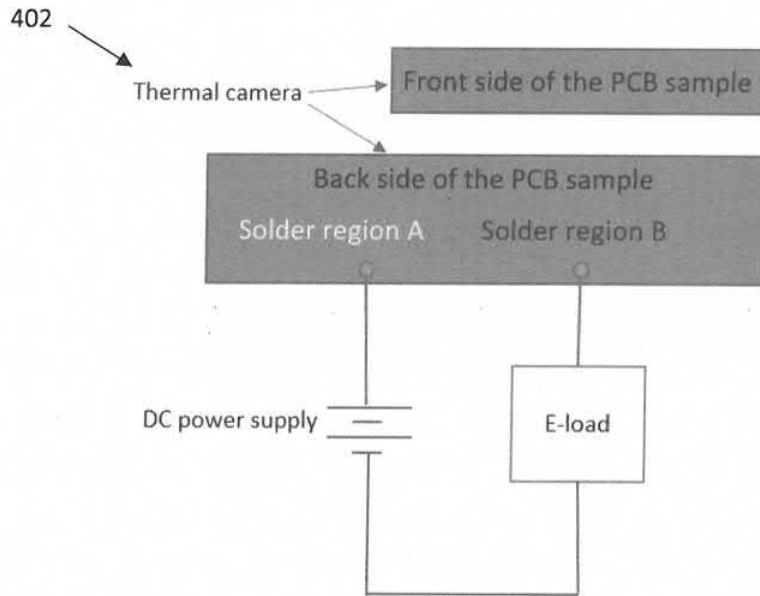 402
Thermal camera
Front side of the PCB sample
Back side of the PCB sample
Solder region A
Solder region B
DC power supply
E-load